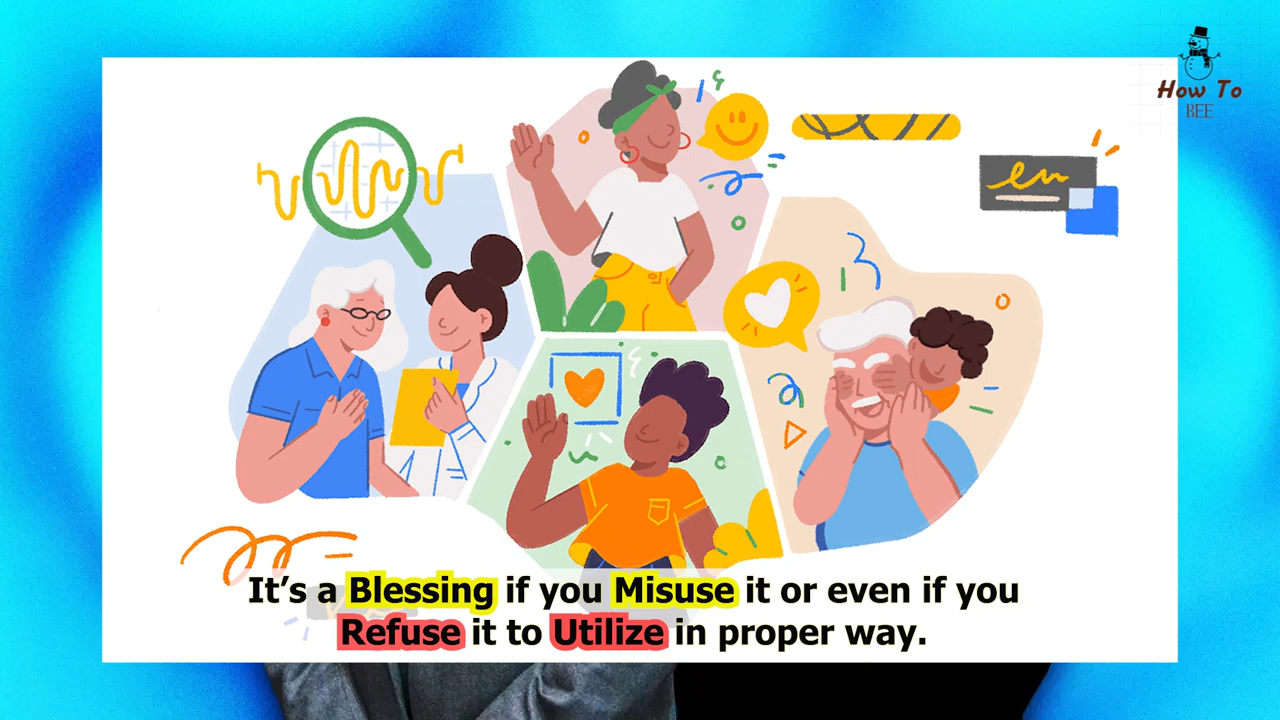 How To
BEE
It’s a Blessing if you Misuse it or even if you
Refuse it to Utilize in proper way.